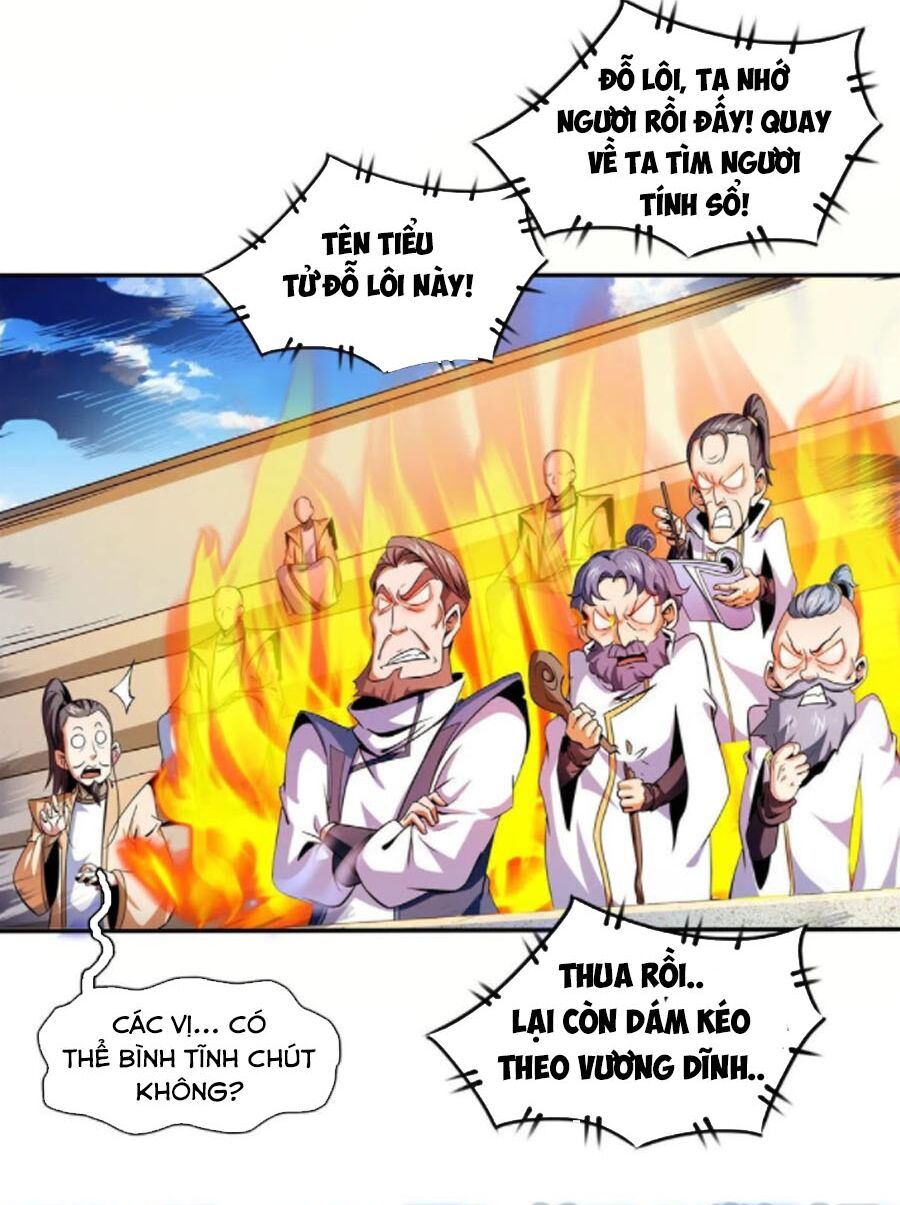 ĐỖ LÔI, TA NHỚ
NGƯƠI RỒI ĐẤY! QUAY
VỀ TA TÌM NGƯƠI
TÍNH SỔ!
TÊN TIỂU
TỬ ĐỖ LÔI NÀY!
THUA RỒI..
LẠI CÒN DÁM KÉO
THEO VƯƠNG DĨNH..
CÁC VỊ... CÓ
THỂ BÌNH TĨNH CHÚT
KHÔNG?